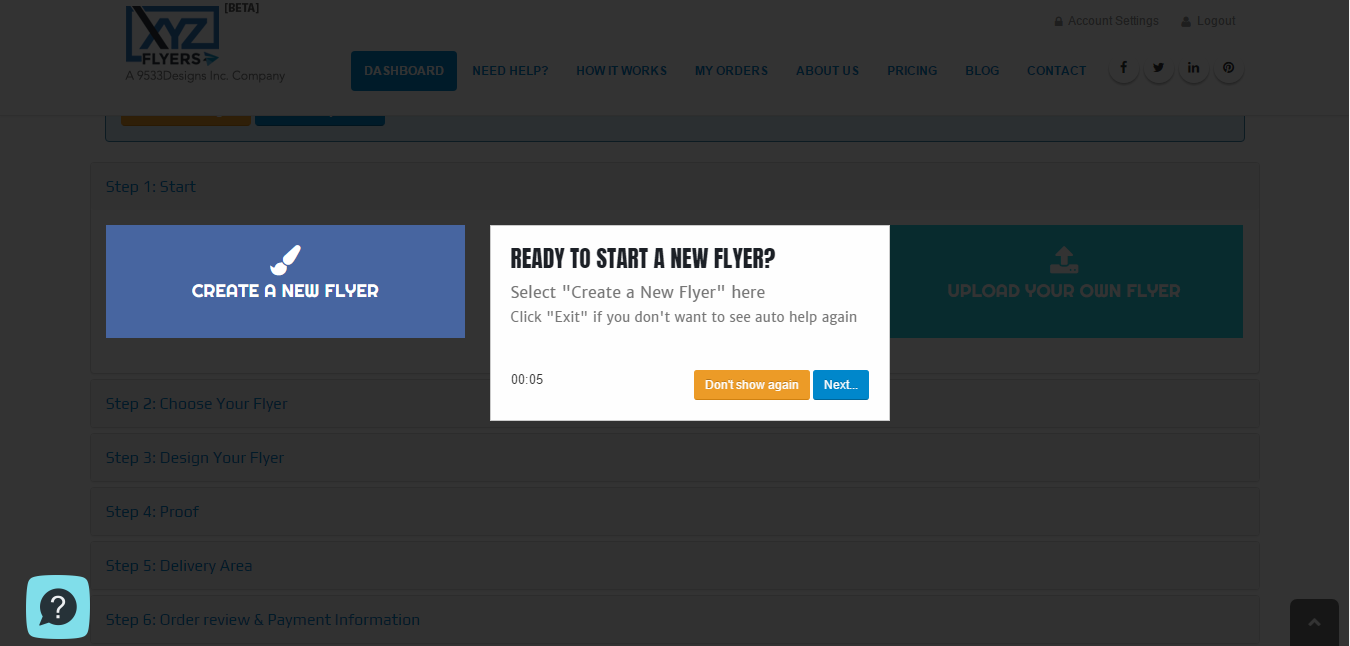 [BETA]
XYZ
FLYERS
A 9533Designs Inc. Company
Account Settings
Logout
DASHBOARD
NEED HELP?
HOW IT WORKS
MY ORDERS
ABOUT US
PRICING
BLOG
CONTACT
Step 1: Start
CREATE A NEW FLYER
READY TO START A NEW FLYER?
Select "Create a New Flyer" here
Click "Exit" if you don't want to see auto help again
00:05
Don't show again
Next...
UPLOAD YOUR OWN FLYER
Step 2: Choose Your Flyer
Step 3: Design Your Flyer
Step 4: Proof
Step 5: Delivery Area
Step 6: Order review & Payment Information